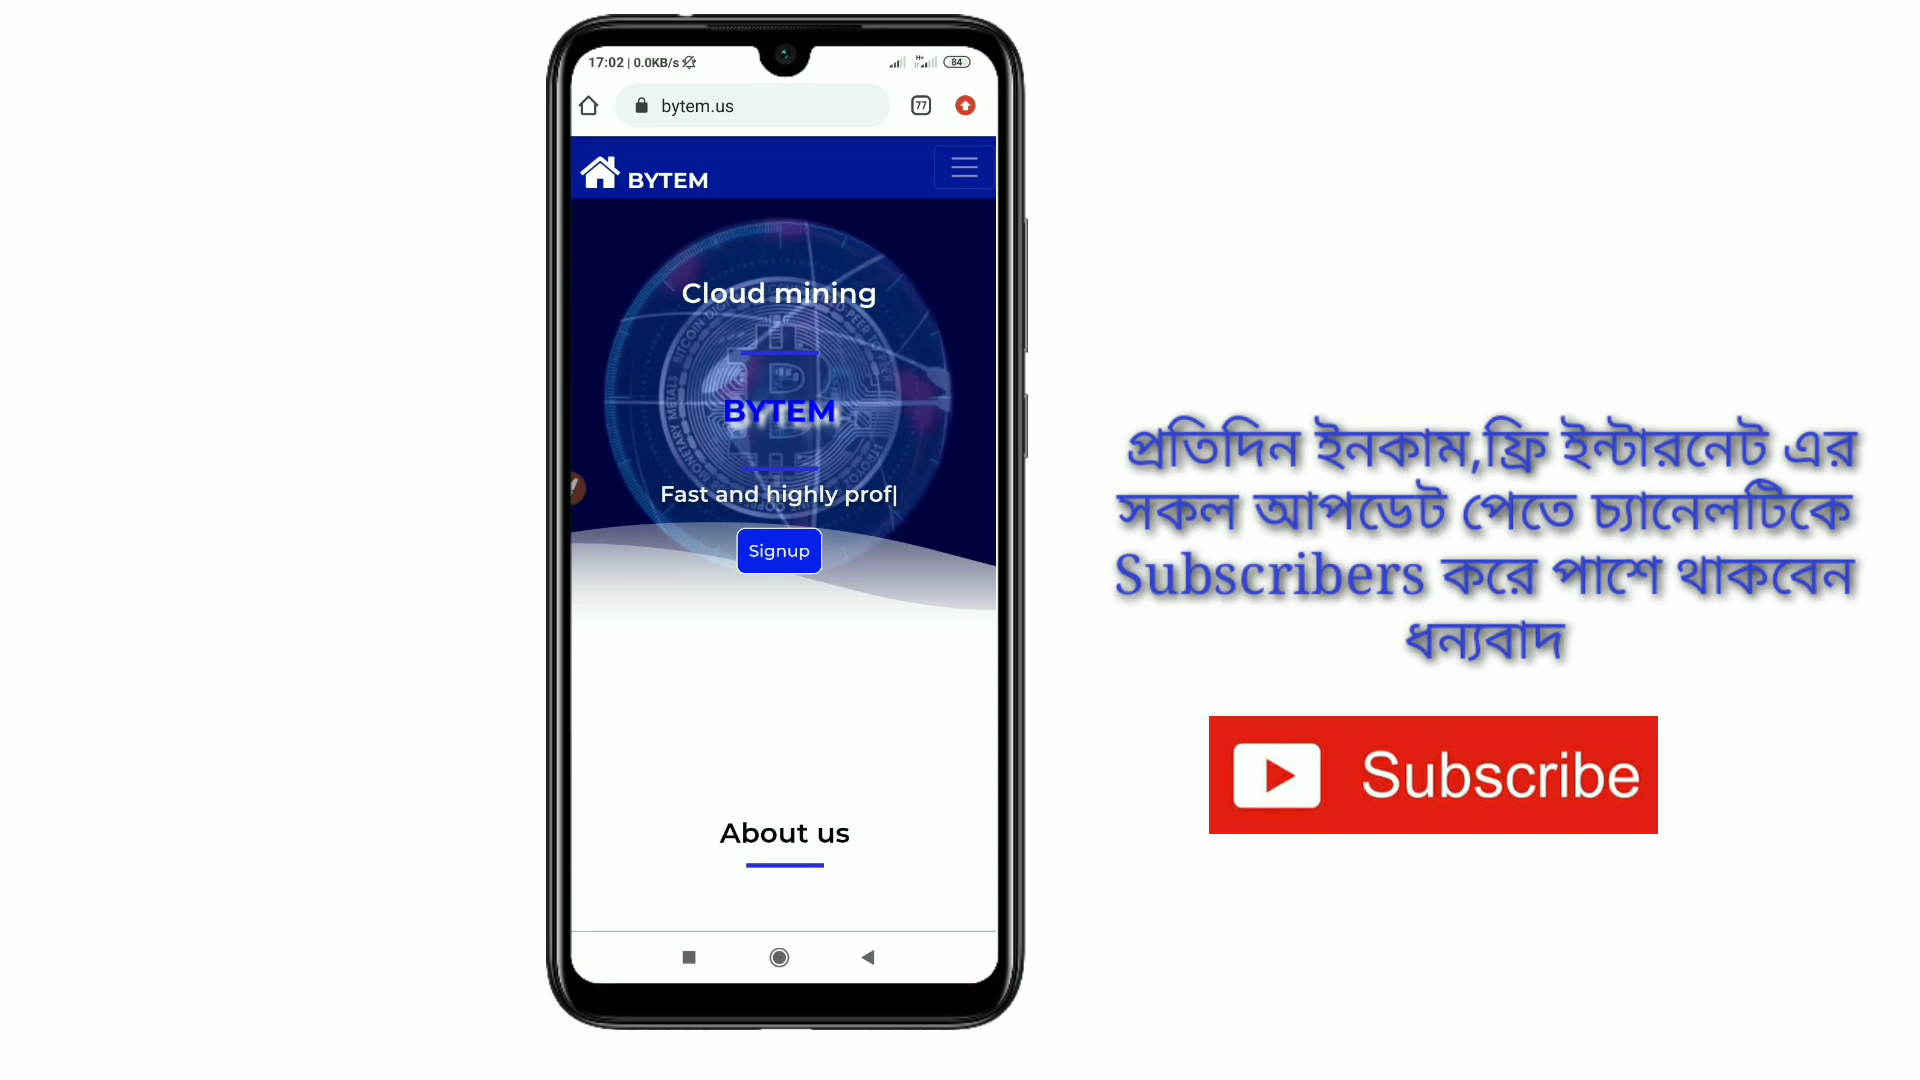 17:02 | 0.0KB/s
H+
84
bytem.us
77
BYTEM
Cloud mining
BYTEM
Fast and highly prof|
Signup
About us
প্রতিদিন ইনকাম,ফ্রি ইন্টারনেট এর
সকল আপডেট পেতে চ্যানেলটিকে
Subscribers করে পাশে থাকবেন
ধন্যবাদ
Subscribe